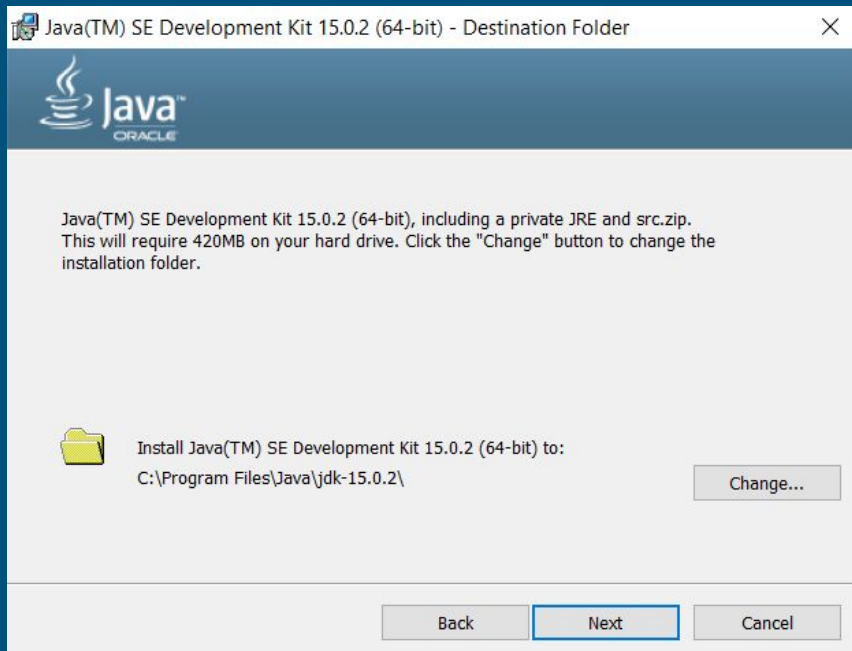 Java(TM) SE Development Kit 15.0.2 (64-bit) - Destination Folder
Java™
ORACLE
Java(TM) SE Development Kit 15.0.2 (64-bit), including a private JRE and src.zip.
This will require 420MB on your hard drive. Click the "Change" button to change the
installation folder.
Install Java(TM) SE Development Kit 15.0.2 (64-bit) to:
C:\Program Files\Java\jdk-15.0.2\
Change...
Back
Next
Cancel